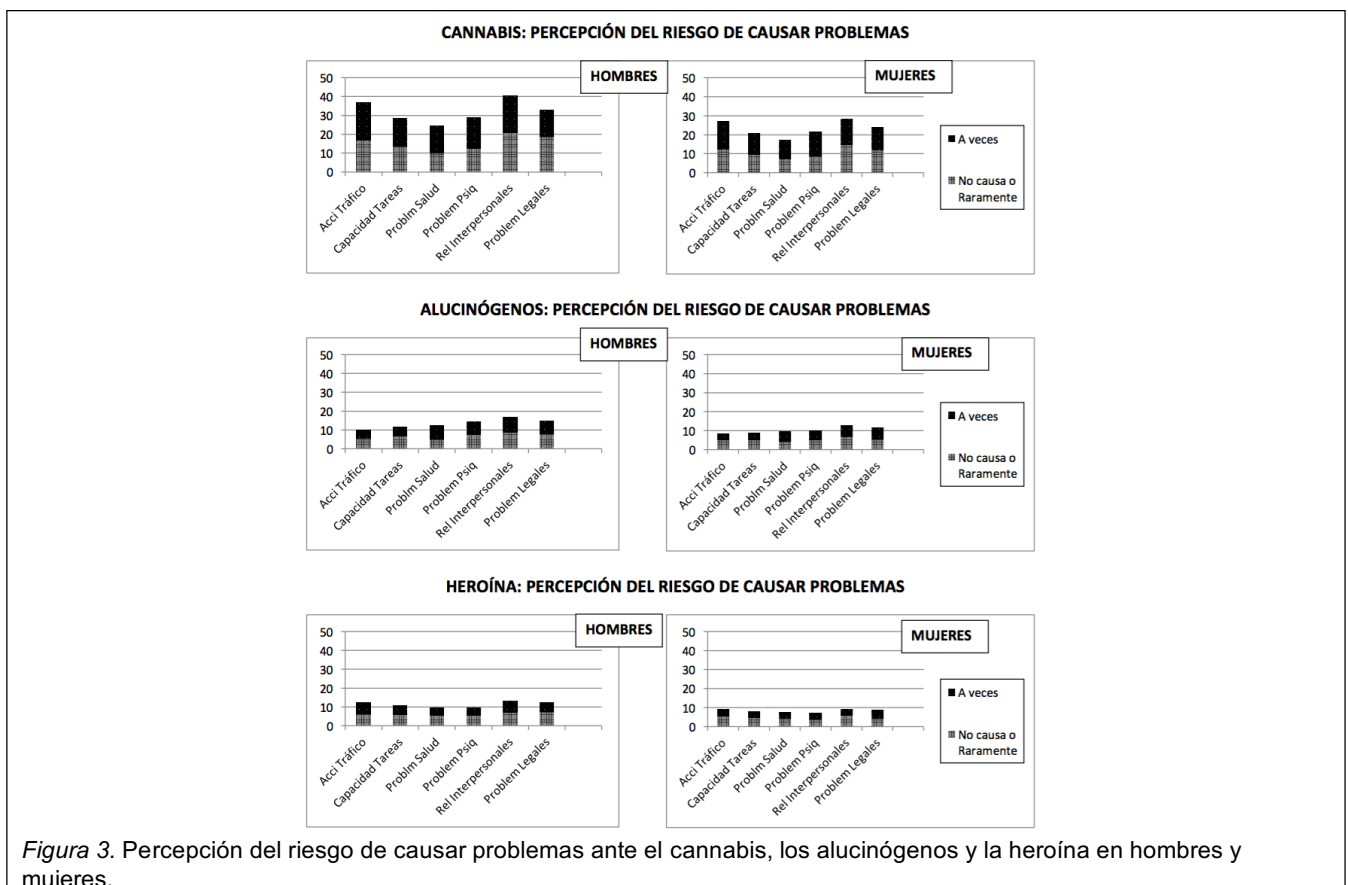 CANNABIS: PERCEPCIÓN DEL RIESGO DE CAUSAR PROBLEMAS
HOMBRES
50
40
30
20
10
0
Acci Tráfico
Capacidad Tareas
Problm Salud
Problem Psiq
Rel Interpersonales
Problem Legales
MUJERES
50
40
30
20
10
0
Acci Tráfico
Capacidad Tareas
Problm Salud
Problem Psiq
Rel Interpersonales
Problem Legales
A veces
No causa o
Raramente
ALUCINÓGENOS: PERCEPCIÓN DEL RIESGO DE CAUSAR PROBLEMAS
HOMBRES
50
40
30
20
10
0
Acci Tráfico
Capacidad Tareas
Problm Salud
Problem Psiq
Rel Interpersonales
Problem Legales
MUJERES
50
40
30
20
10
0
Acci Tráfico
Capacidad Tareas
Problm Salud
Problem Psiq
Rel Interpersonales
Problem Legales
A veces
No causa o
Raramente
HEROÍNA: PERCEPCIÓN DEL RIESGO DE CAUSAR PROBLEMAS
HOMBRES
50
40
30
20
10
0
Acci Tráfico
Capacidad Tareas
Problm Salud
Problem Psiq
Rel Interpersonales
Problem Legales
MUJERES
50
40
30
20
10
0
Acci Tráfico
Capacidad Tareas
Problm Salud
Problem Psiq
Rel Interpersonales
Problem Legales
A veces
No causa o
Raramente
Figura 3. Percepción del riesgo de causar problemas ante el cannabis, los alucinógenos y la heroína en hombres y
mujeres.